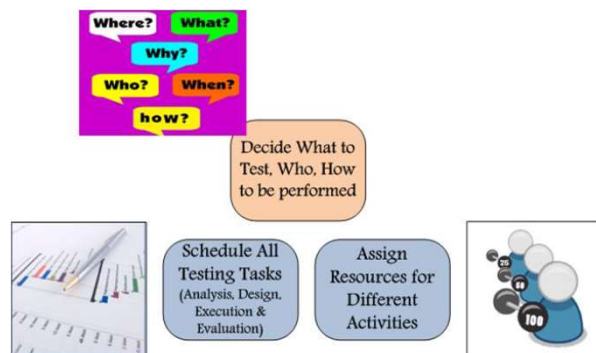 Where?
What?
Why?
Who?
When?
how?
Decide What to
Test, Who, How
to be performed
Schedule All
Testing Tasks
(Analysis, Design,
Execution &
Evaluation)
Assign
Resources for
Different
Activities
25
100